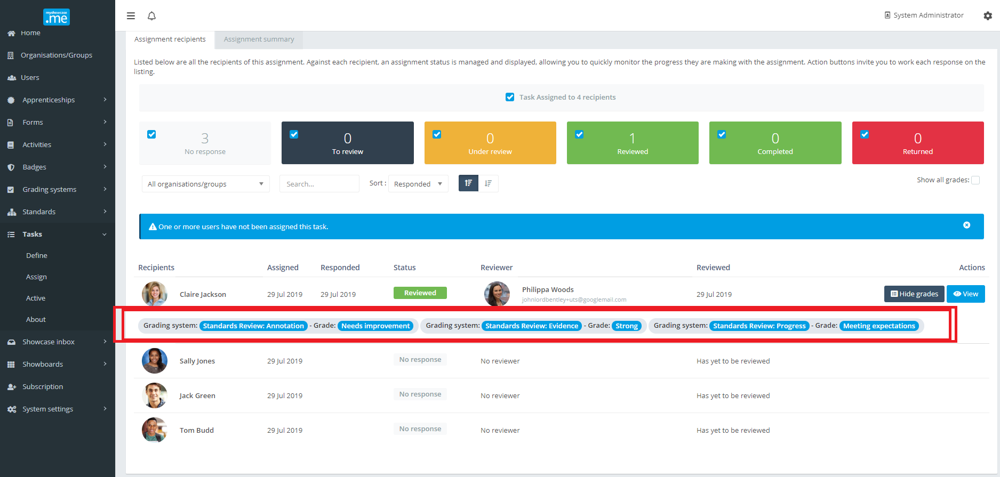 myshowcase
.me
System Administrator
Home
Organisations/Groups
Users
Apprenticeships
Forms
Activities
Badges
Grading systems
Standards
Tasks
Define
Assign
Active
About
Showcase inbox
Showboards
Subscription
System settings
Assignment recipients
Assignment summary
Listed below are all the recipients of this assignment. Against each recipient, an assignment status is managed and displayed, allowing you to quickly monitor the progress they are making with the assignment. Action buttons invite you to work each response on the
listing.
Task Assigned to 4 recipients
3
No response
0
To review
0
Under review
1
Reviewed
0
Completed
0
Returned
All organisations/groups
Search...
Sort :
Responded
Show all grades:
One or more users have not been assigned this task.
Recipients Assigned Responded Status Reviewer Reviewed Actions
Claire Jackson 29 Jul 2019 29 Jul 2019 Reviewed Philippa Woods 29 Jul 2019 Hide grades View
johnlordbentley+uts@googlemail.com
Grading system: Standards Review: Annotation - Grade: Needs improvement Grading system: Standards Review: Evidence - Grade: Strong Grading system: Standards Review: Progress - Grade: Meeting expectations
Sally Jones 29 Jul 2019 No response No reviewer Has yet to be reviewed
Jack Green 29 Jul 2019 No response No reviewer Has yet to be reviewed
Tom Budd 29 Jul 2019 No response No reviewer Has yet to be reviewed